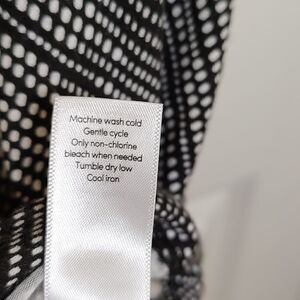 Machine wash cold
Gentle cycle
Only non-chlorine
bleach when needed
Tumble dry low
Cool iron